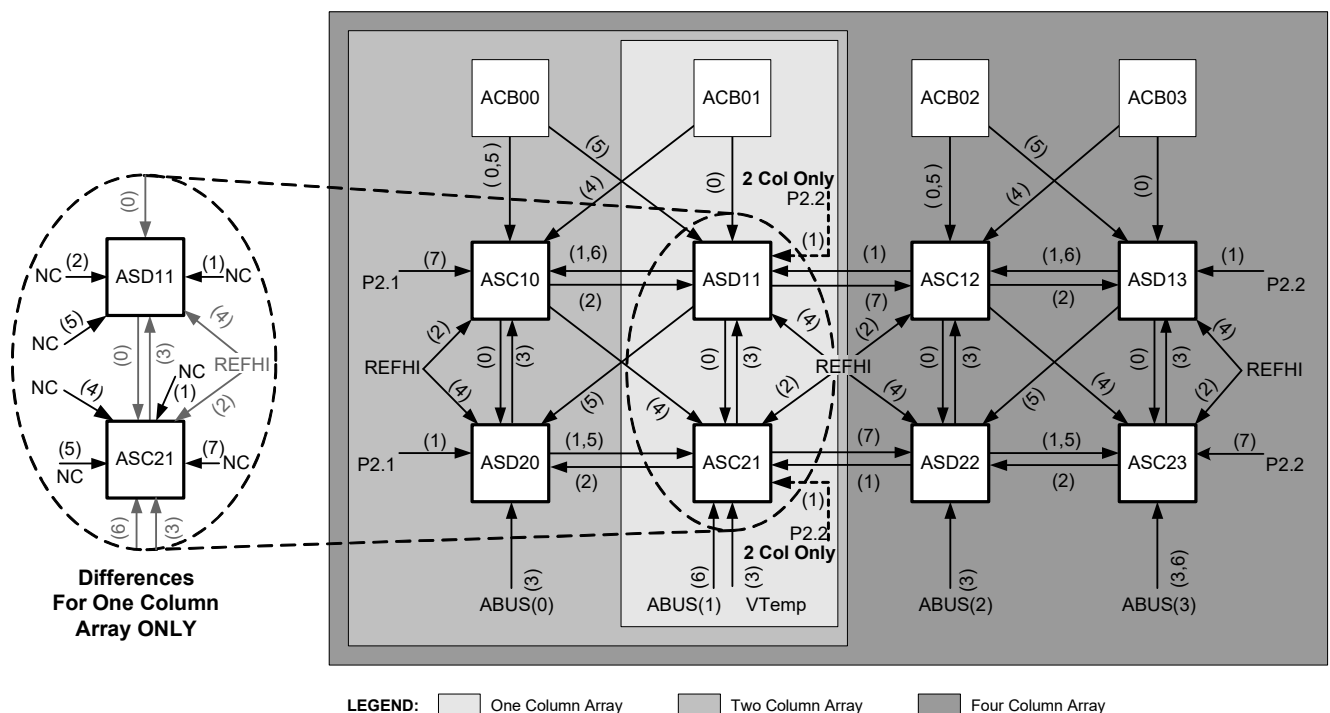 ACB00 ACB01 ACB02 ACB03
(0,5) (5) (4) (0) (0,5) (5) (4) (0)
2 Col Only
P2.2
(1)
(0)
NC (2) ASD11 (1) NC
NC (5)
(4)
(0) (3) REFHI
NC (4) NC
(1) (2)
(5) ASC21 (7)
NC NC
(6) (3)
Differences
For One Column
Array ONLY
P2.1 (7) ASC10 (1,6) ASD11 (1) ASC12 (1,6) ASD13 (1) P2.2
(2) (7) (2)
(2) (4) (2) (4)
REFHI (0) (3) (0) (3) REFHI (0) (3) (0) (3) REFHI
(4) (5) (4) (2) (4) (5) (4) (2)
P2.1 (1) ASD20 (1,5) ASC21 (7) ASD22 (1,5) ASC23 (7) P2.2
(2) (1) (2)
(1)
P2.2
2 Col Only
(3) (6) (3) (3) (3,6)
ABUS(0) ABUS(1) VTemp ABUS(2) ABUS(3)
LEGEND: One Column Array Two Column Array Four Column Array